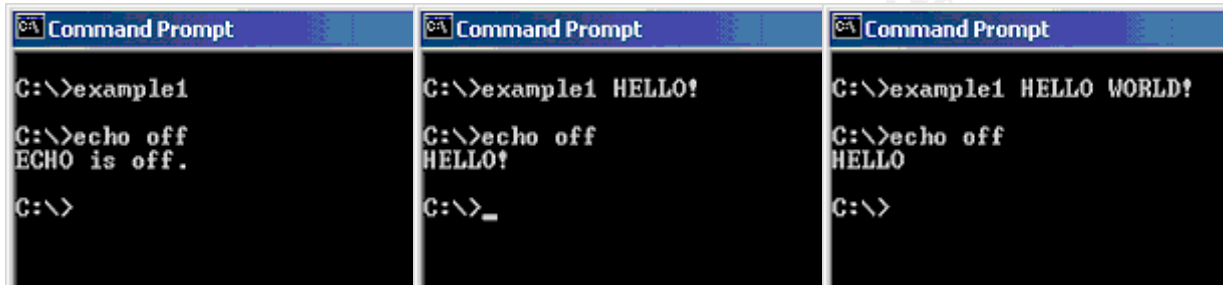 Command Prompt
C:\>example1
C:\>echo off
ECHO is off.
C:\>
Command Prompt
C:\>example1 HELLO!
C:\>echo off
HELLO!
C:\>_
Command Prompt
C:\>example1 HELLO WORLD!
C:\>echo off
HELLO
C:\>